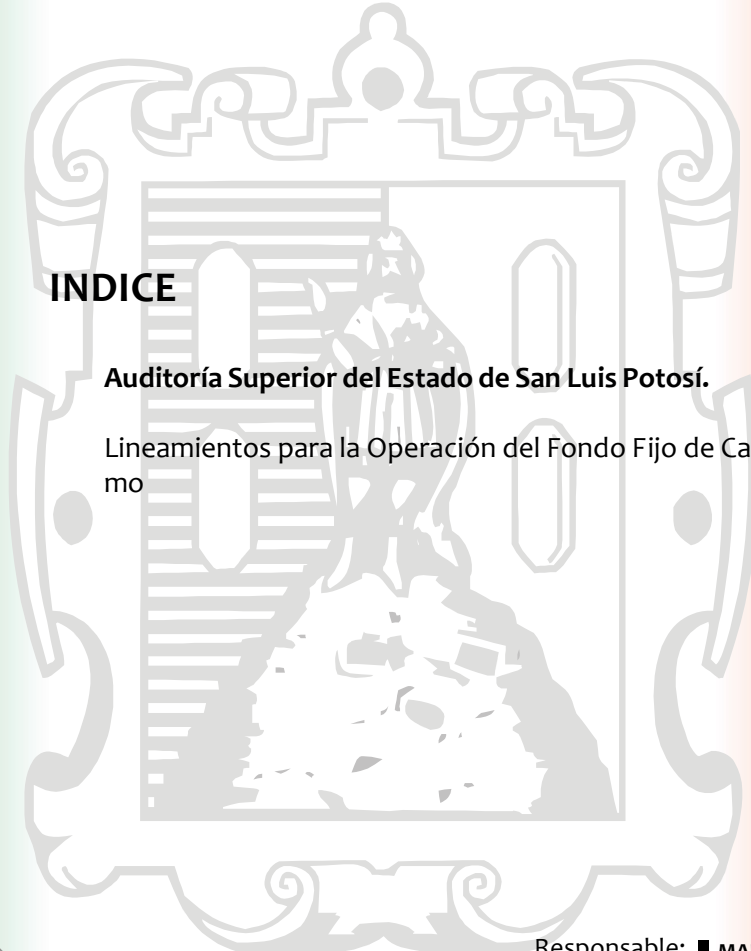 INDICE
Auditoría Superior del Estado de San Luis Potosí.
Lineamientos para la Operación del Fondo Fijo de Ca
mo
Responsable: